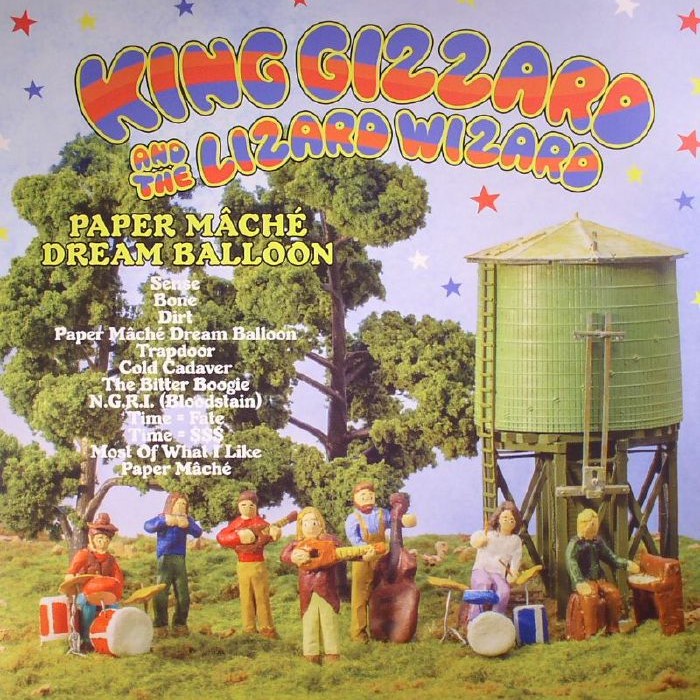 KING GIZZARD
AND THE LIZARD WIZARD
PAPER MÂCHÉ
DREAM BALLOON
Sense
Bone
Dirt
Paper Mâché Dream Balloon
Trapdoor
Cold Cadaver
The Bitter Boogie
N.G.R.I. (Bloodstain)
Time = Fate
Time = $$$
Most Of What I Like
Paper Mâché